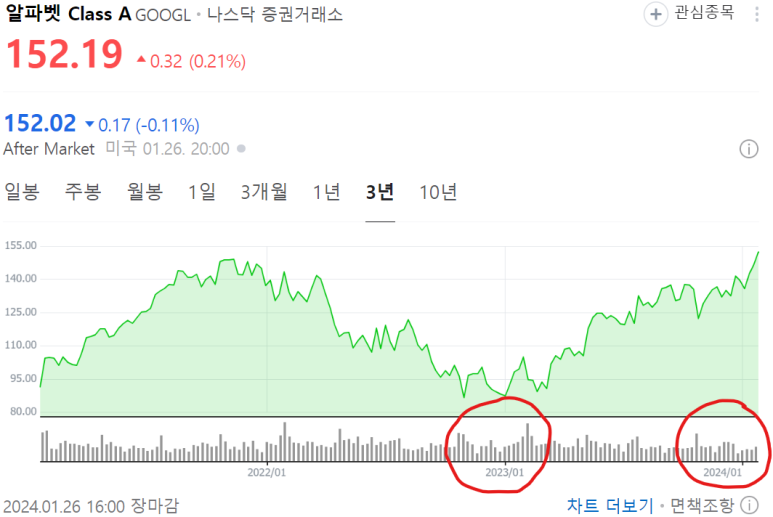 알파벳 Class A GOOGL • 나스닥 증권거래소 + 관심종목
152.19 ▲ 0.32 (0.21%)
152.02 ▼ 0.17 (-0.11%)
After Market 미국 01.26. 20:00
일봉 주봉 월봉 1일 3개월 1년 3년 10년
155.00
140.00
125.00
110.00
95.00
80.00
2022/01 2023/01 2024/01
2024.01.26 16:00 장마감 차트 더보기 • 면책조항